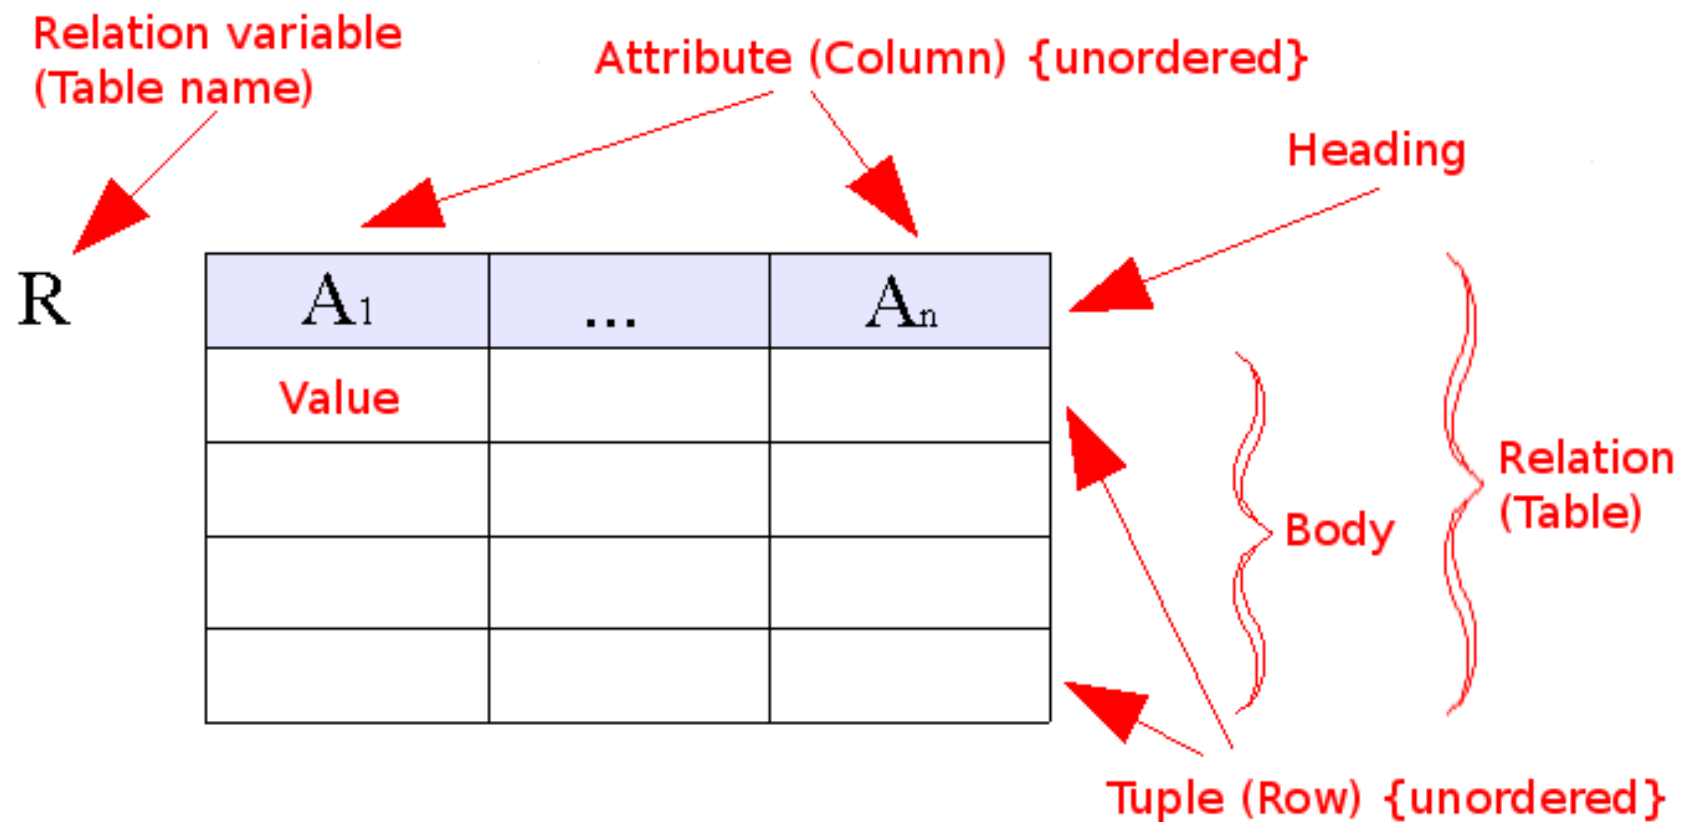 Relation variable
(Table name)
Attribute (Column) {unordered}
Heading
R
A1
...
An
Value
Relation
(Table)
Body
Tuple (Row) {unordered}